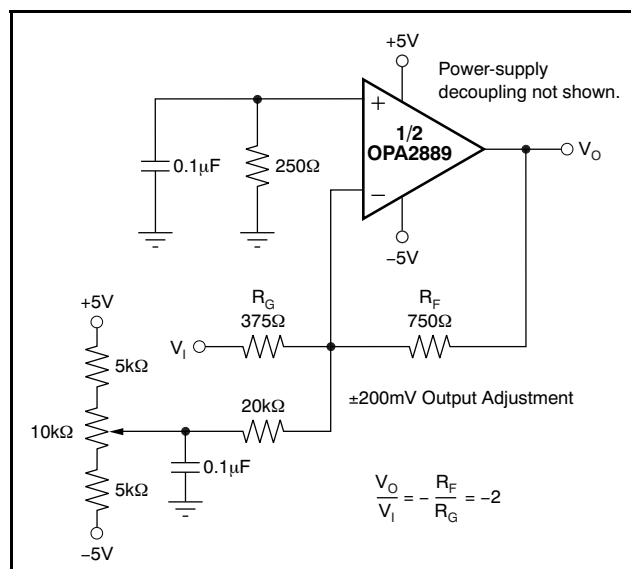 +5V
Power-supply
decoupling not shown.
+
1/2
OPA2889
−
V_O
0.1μF
250Ω
−5V
R_G
375Ω
R_F
750Ω
V_I
+5V
5kΩ
20kΩ
±200mV Output Adjustment
10kΩ
0.1μF
5kΩ
−5V
V_O / V_I = − R_F / R_G = −2